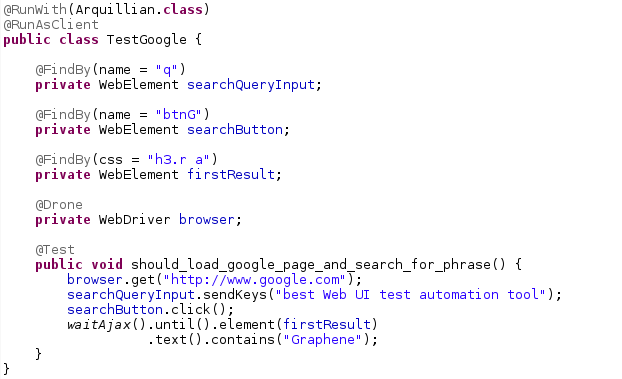 @RunWith(Arquillian.class)
@RunAsClient
public class TestGoogle {
@FindBy(name = "q")
private WebElement searchQueryInput;
@FindBy(name = "btnG")
private WebElement searchButton;
@FindBy(css = "h3.r a")
private WebElement firstResult;
@Drone
private WebDriver browser;
@Test
public void should_load_google_page_and_search_for_phrase() {
browser.get("http://www.google.com");
searchQueryInput.sendKeys("best Web UI test automation tool");
searchButton.click();
waitAjax().until().element(firstResult)
.text().contains("Graphene");
}
}